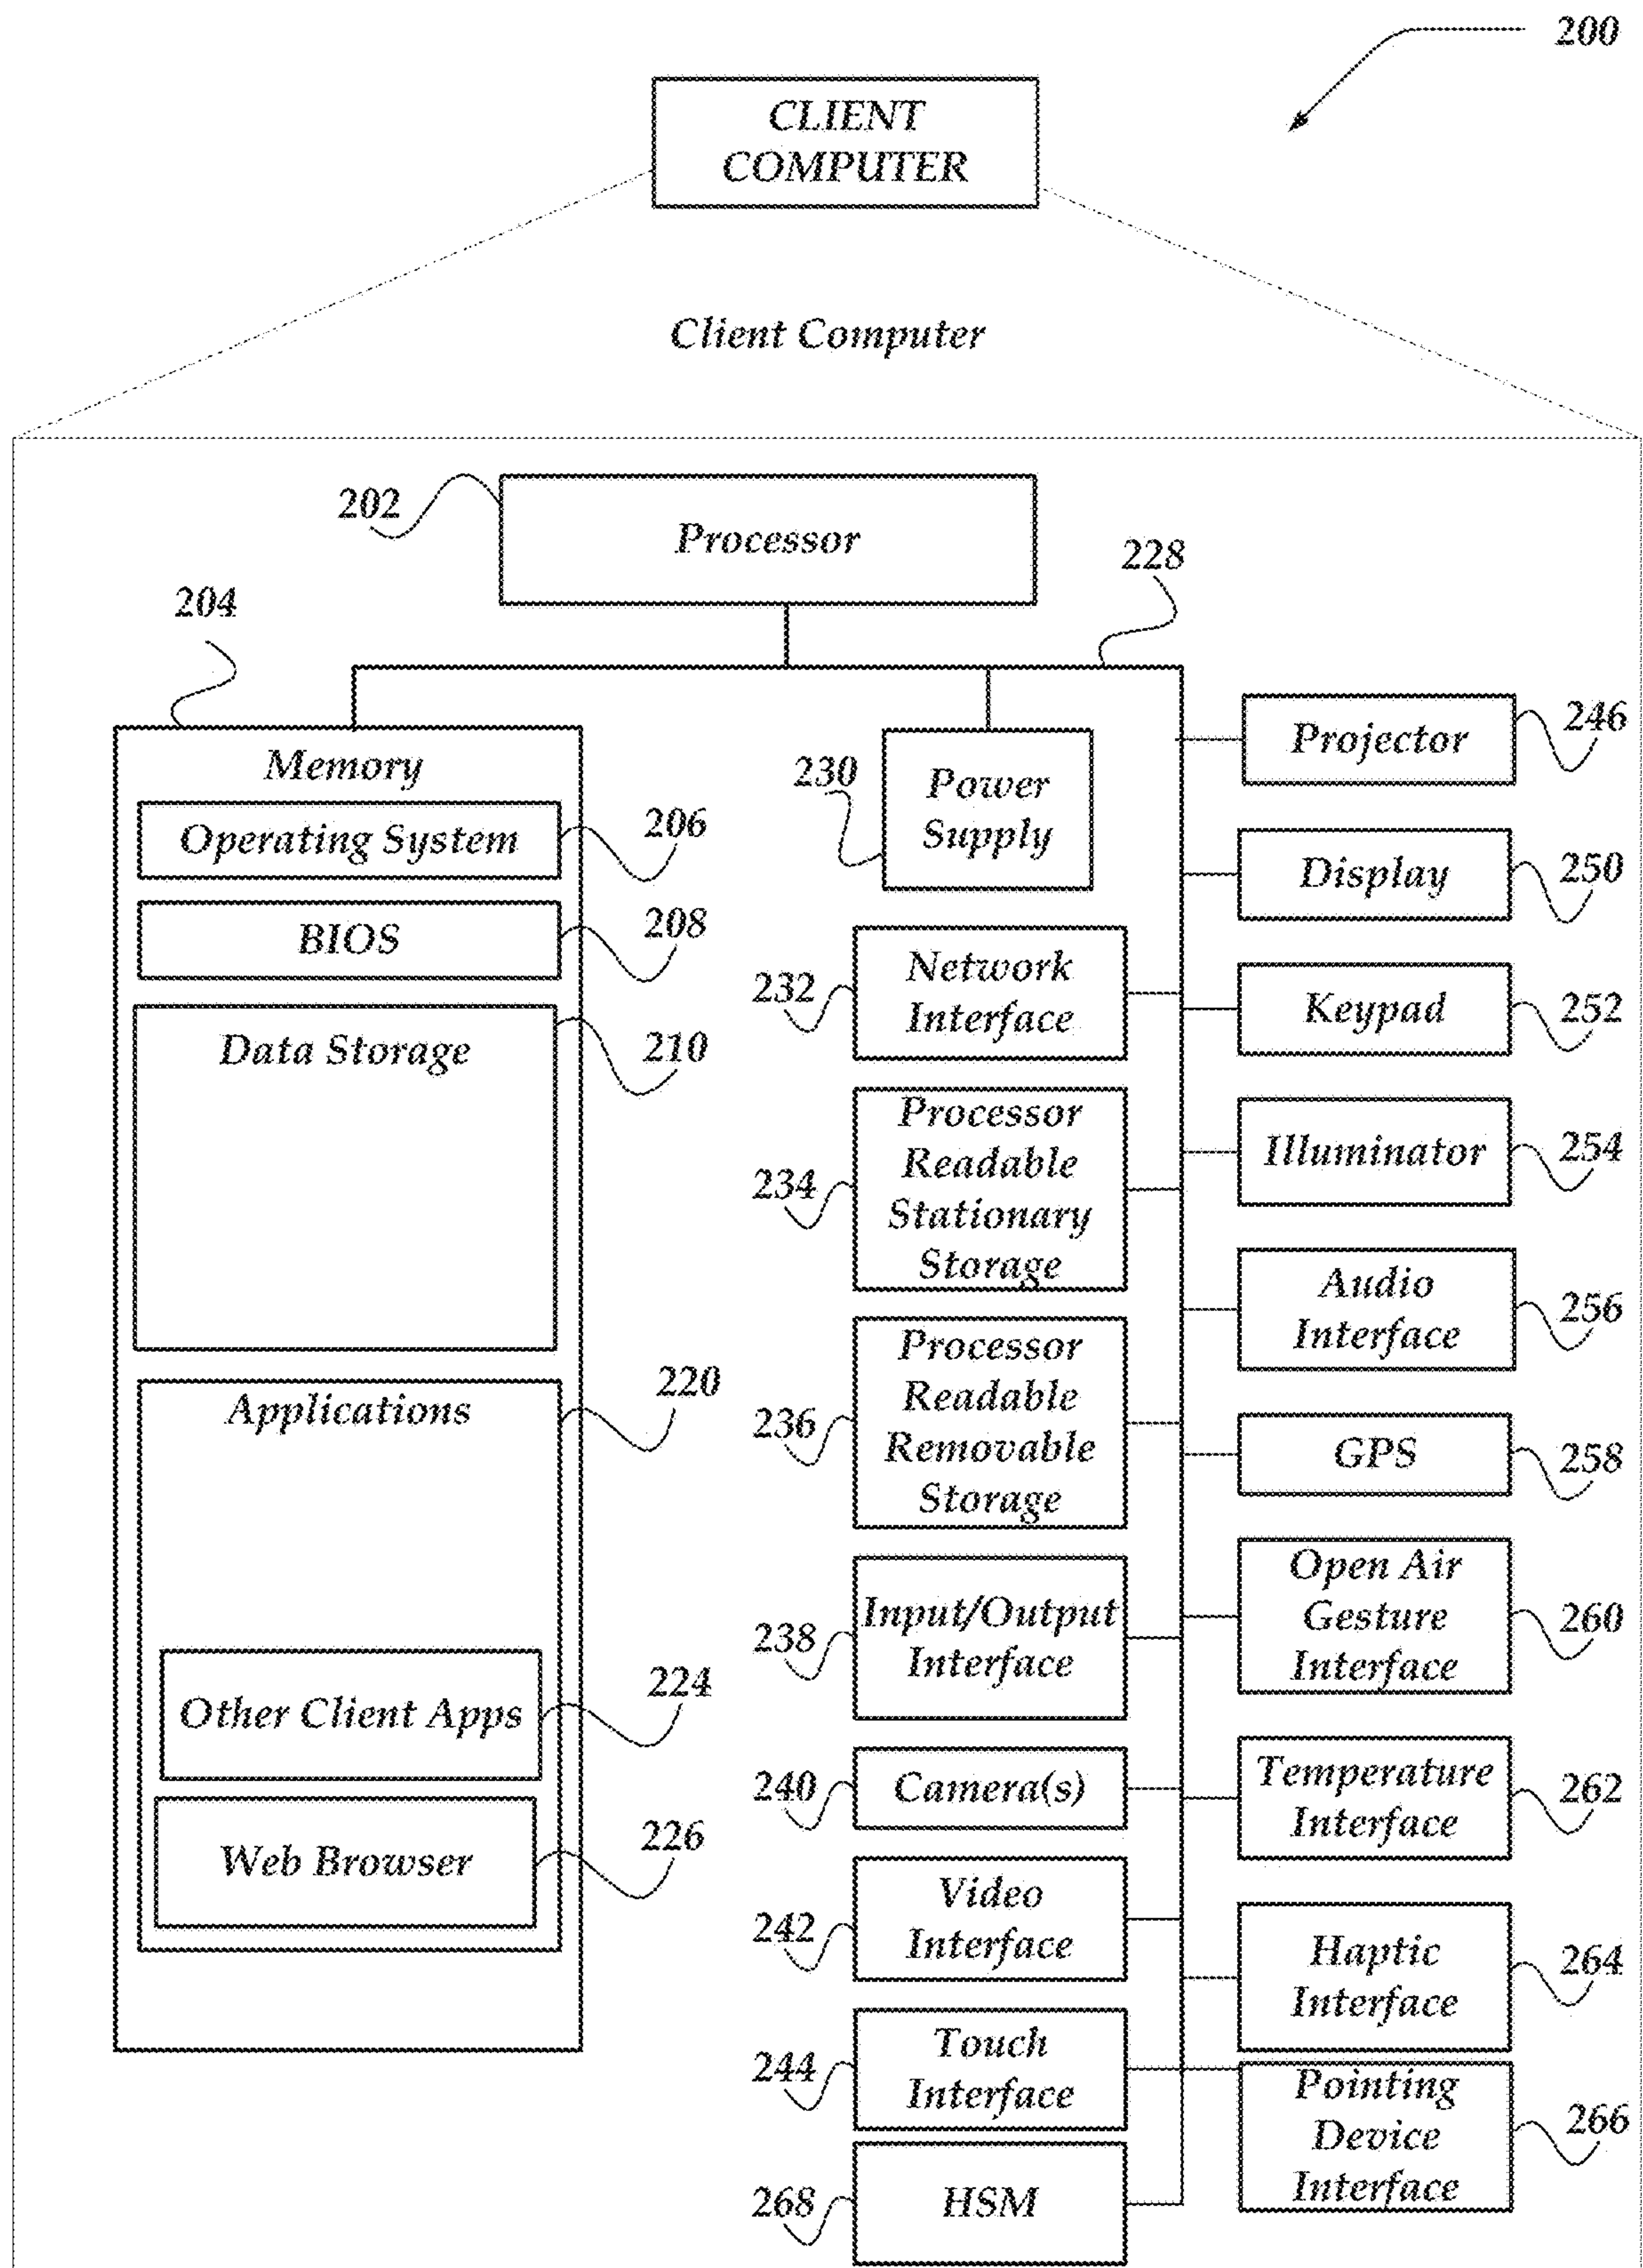 200
CLIENT
COMPUTER
Client Computer
202
Processor
228
204
Memory
Operating System
206
BIOS
208
Data Storage
210
Applications
220
Other Client Apps
224
Web Browser
226
230
Power
Supply
232
Network
Interface
234
Processor
Readable
Stationary
Storage
236
Processor
Readable
Removable
Storage
238
Input/Output
Interface
240
Camera(s)
242
Video
Interface
244
Touch
Interface
268
HSM
Projector
246
Display
250
Keypad
252
Illuminator
254
Audio
Interface
256
GPS
258
Open Air
Gesture
Interface
260
Temperature
Interface
262
Haptic
Interface
264
Pointing
Device
Interface
266